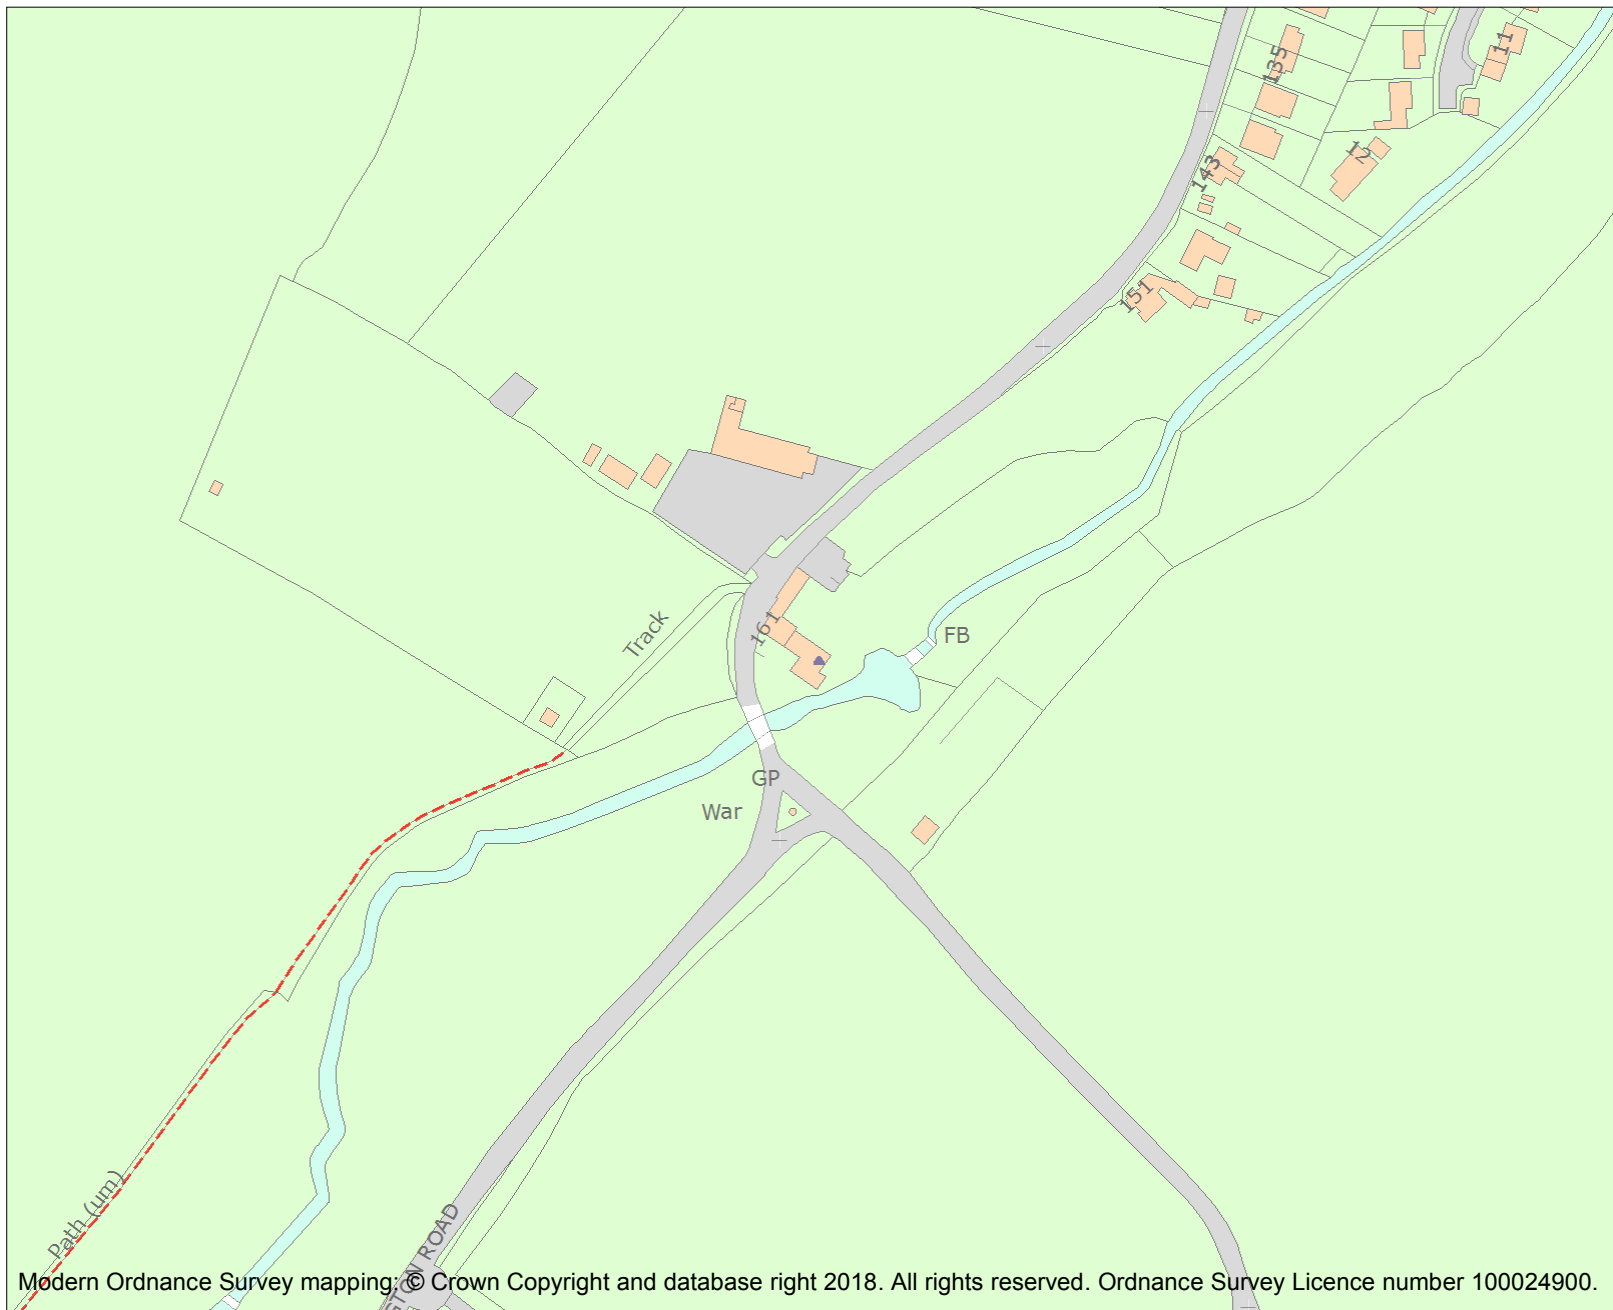 135
11
12
143
151
Track
161
FB
GP
War
Path (um)
GTON ROAD
Modern Ordnance Survey mapping: © Crown Copyright and database right 2018. All rights reserved. Ordnance Survey Licence number 100024900.